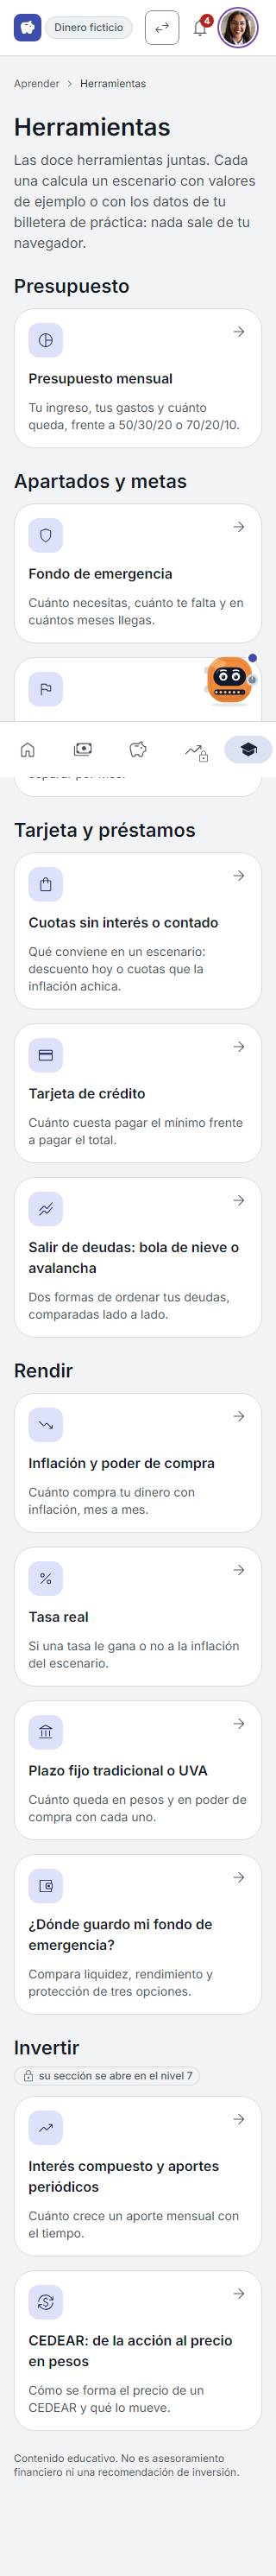 Dinero ficticio
4
Aprender > Herramientas
Herramientas
Las doce herramientas juntas. Cada
una calcula un escenario con valores
de ejemplo o con los datos de tu
billetera de práctica: nada sale de tu
navegador.
Presupuesto
Presupuesto mensual
Tu ingreso, tus gastos y cuánto
queda, frente a 50/30/20 o 70/20/10.
Apartados y metas
Fondo de emergencia
Cuánto necesitas, cuánto te falta y en
cuántos meses llegas.
Tarjeta y préstamos
Cuotas sin interés o contado
Qué conviene en un escenario:
descuento hoy o cuotas que la
inflación achica.
Tarjeta de crédito
Cuánto cuesta pagar el mínimo frente
a pagar el total.
Salir de deudas: bola de nieve o
avalancha
Dos formas de ordenar tus deudas,
comparadas lado a lado.
Rendir
Inflación y poder de compra
Cuánto compra tu dinero con
inflación, mes a mes.
Tasa real
Si una tasa le gana o no a la inflación
del escenario.
Plazo fijo tradicional o UVA
Cuánto queda en pesos y en poder de
compra con cada uno.
¿Dónde guardo mi fondo de
emergencia?
Compara liquidez, rendimiento y
protección de tres opciones.
Invertir
su sección se abre en el nivel 7
Interés compuesto y aportes
periódicos
Cuánto crece un aporte mensual con
el tiempo.
CEDEAR: de la acción al precio
en pesos
Cómo se forma el precio de un
CEDEAR y qué lo mueve.
Contenido educativo. No es asesoramiento
financiero ni una recomendación de inversión.